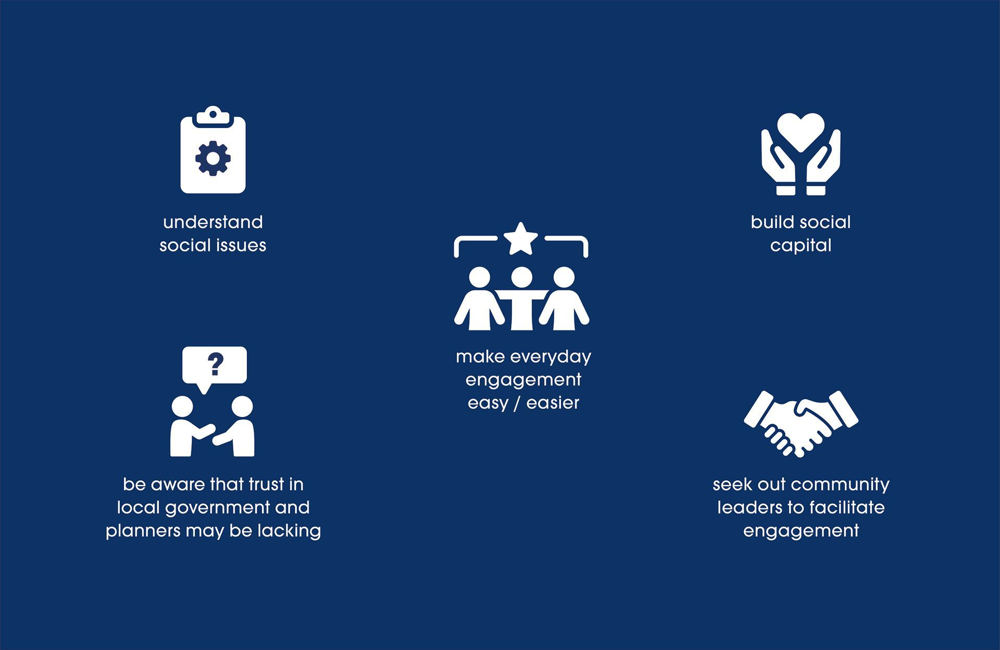 understand
social issues
build social
capital
make everyday
engagement
easy / easier
?
be aware that trust in
local government and
planners may be lacking
seek out community
leaders to facilitate
engagement